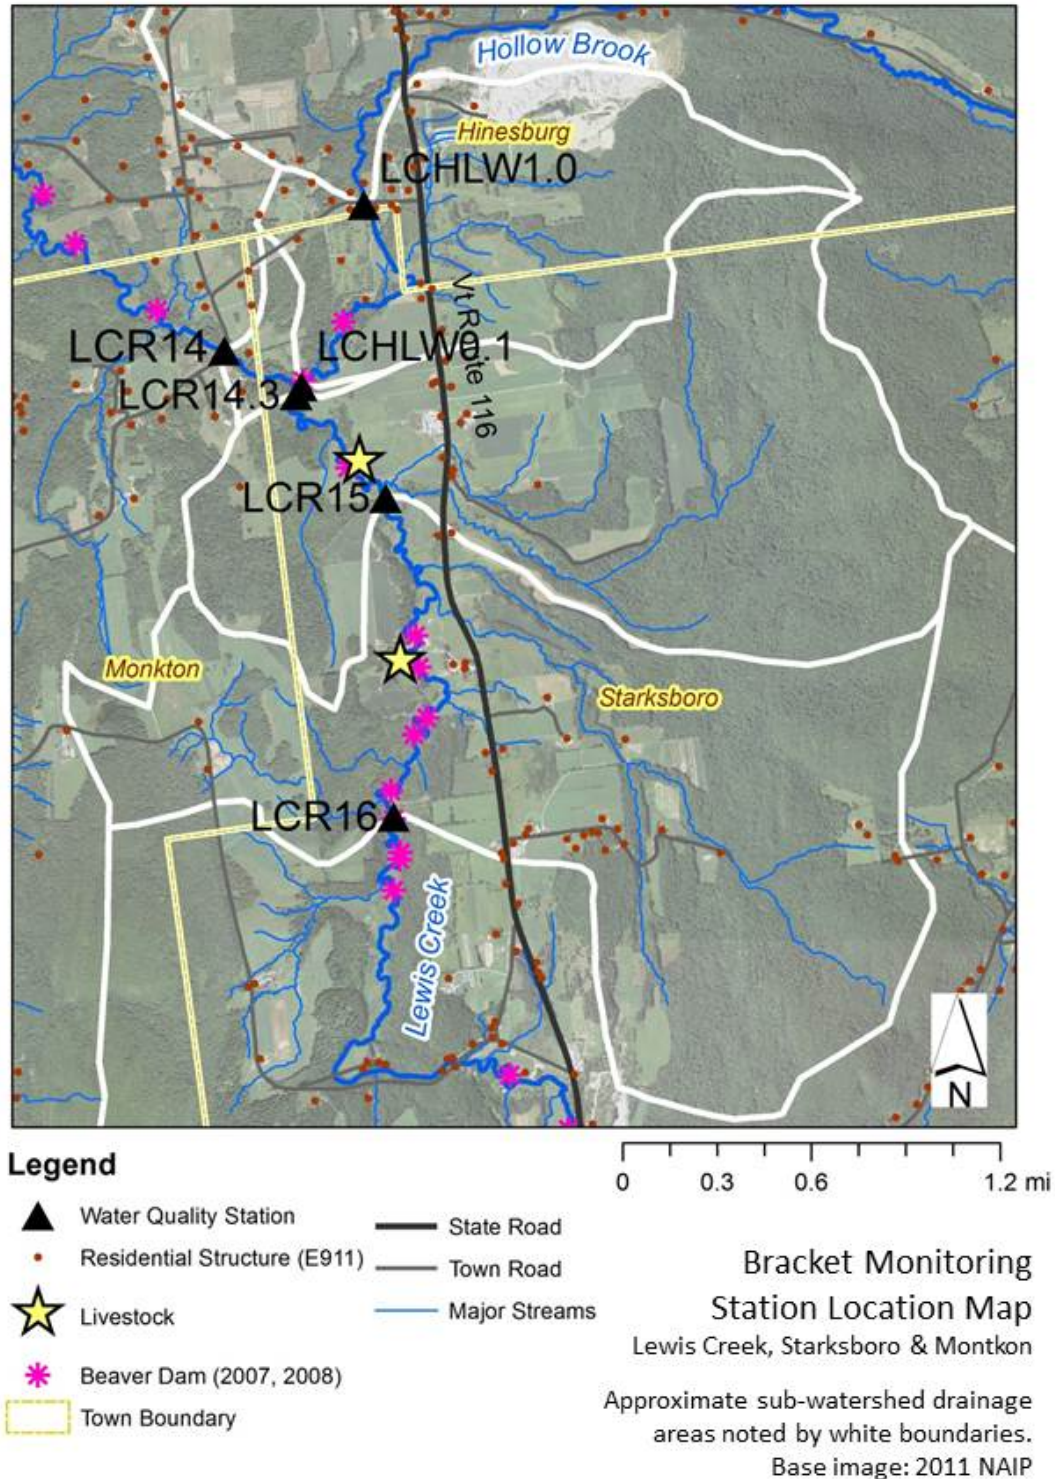 Hollow Brook
Hinesburg
LCHLW1.0
Vt Route 116
LCR14
LCHLW0.1
LCR14.3
LCR15
Monkton
Starksboro
LCR16
Lewis Creek
N
Legend
Water Quality Station
Residential Structure (E911)
Livestock
Beaver Dam (2007, 2008)
Town Boundary
State Road
Town Road
Major Streams
0 0.3 0.6 1.2 mi
Bracket Monitoring
Station Location Map
Lewis Creek, Starksboro & Montkon
Approximate sub-watershed drainage
areas noted by white boundaries.
Base image: 2011 NAIP